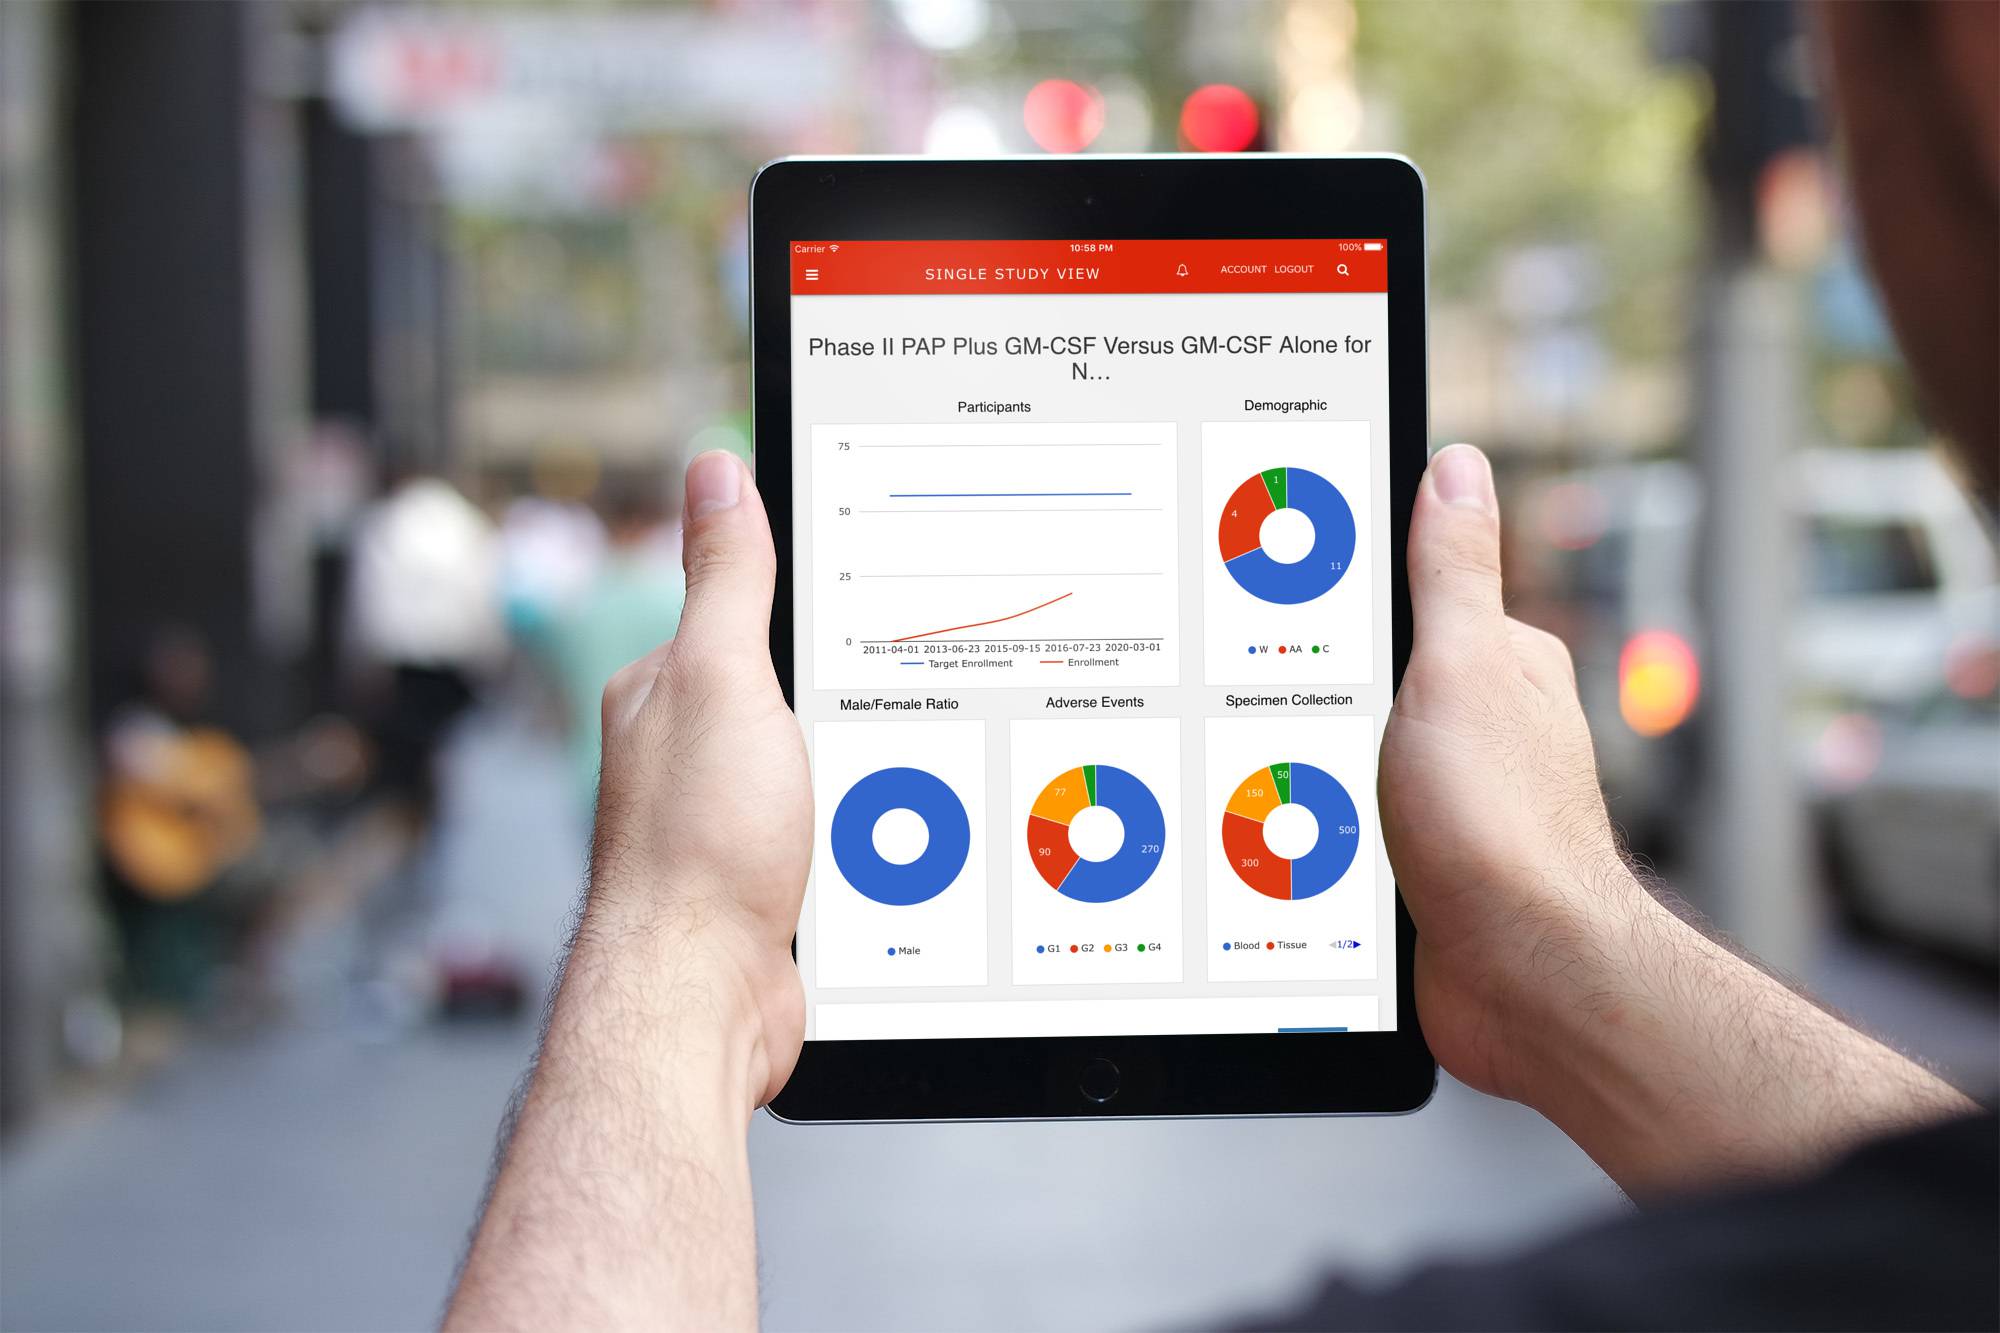 Carrier 10:58 PM 100%
SINGLE STUDY VIEW ACCOUNT LOGOUT
Phase II PAP Plus GM-CSF Versus GM-CSF Alone for
N...
Participants
75
50
25
0
2011-04-01 2013-06-23 2015-09-15 2016-07-23 2020-03-01
Target Enrollment Enrollment
Demographic
1
4
11
W AA C
Male/Female Ratio
Male
Adverse Events
77
90
270
G1 G2 G3 G4
Specimen Collection
50
150
500
300
Blood Tissue 1/2